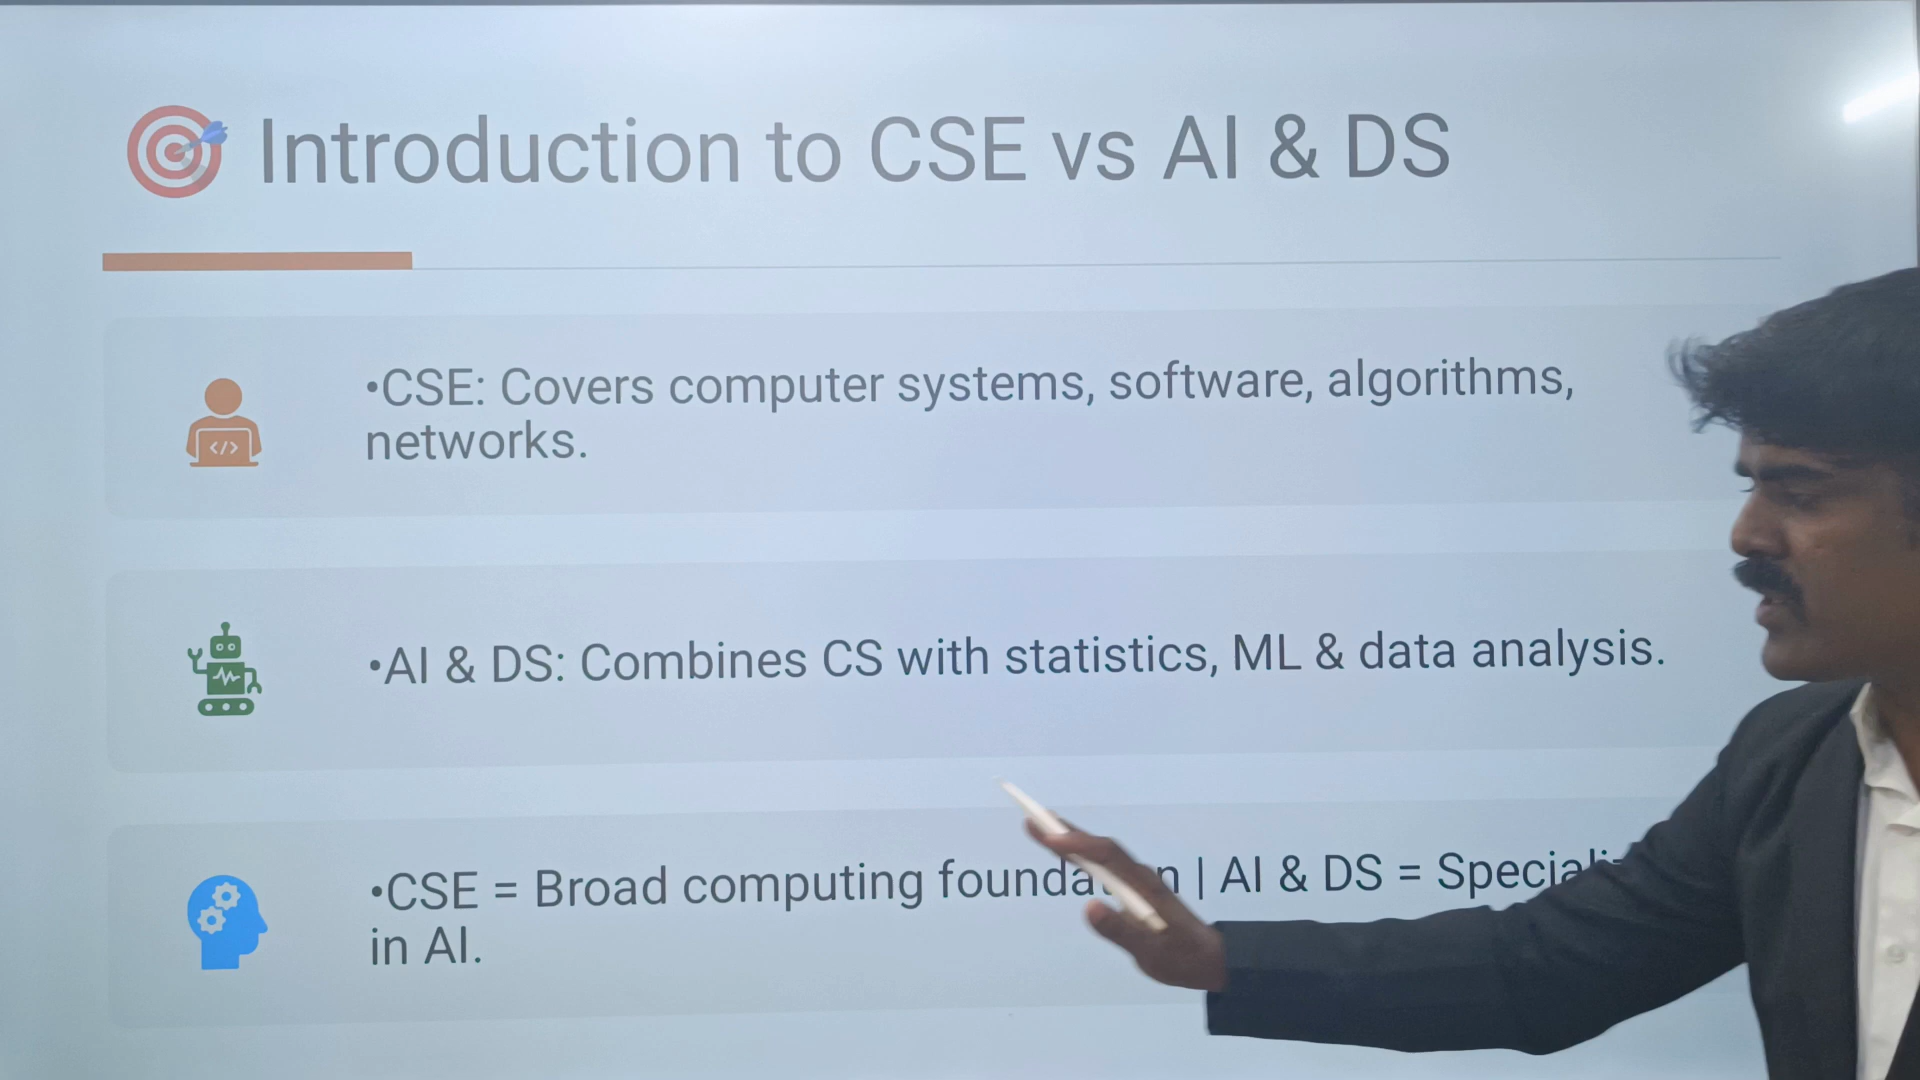 Introduction to CSE vs AI & DS
•CSE: Covers computer systems, software, algorithms,
networks.
•AI & DS: Combines CS with statistics, ML & data analysis.
•CSE = Broad computing | AI & DS =
in AI.